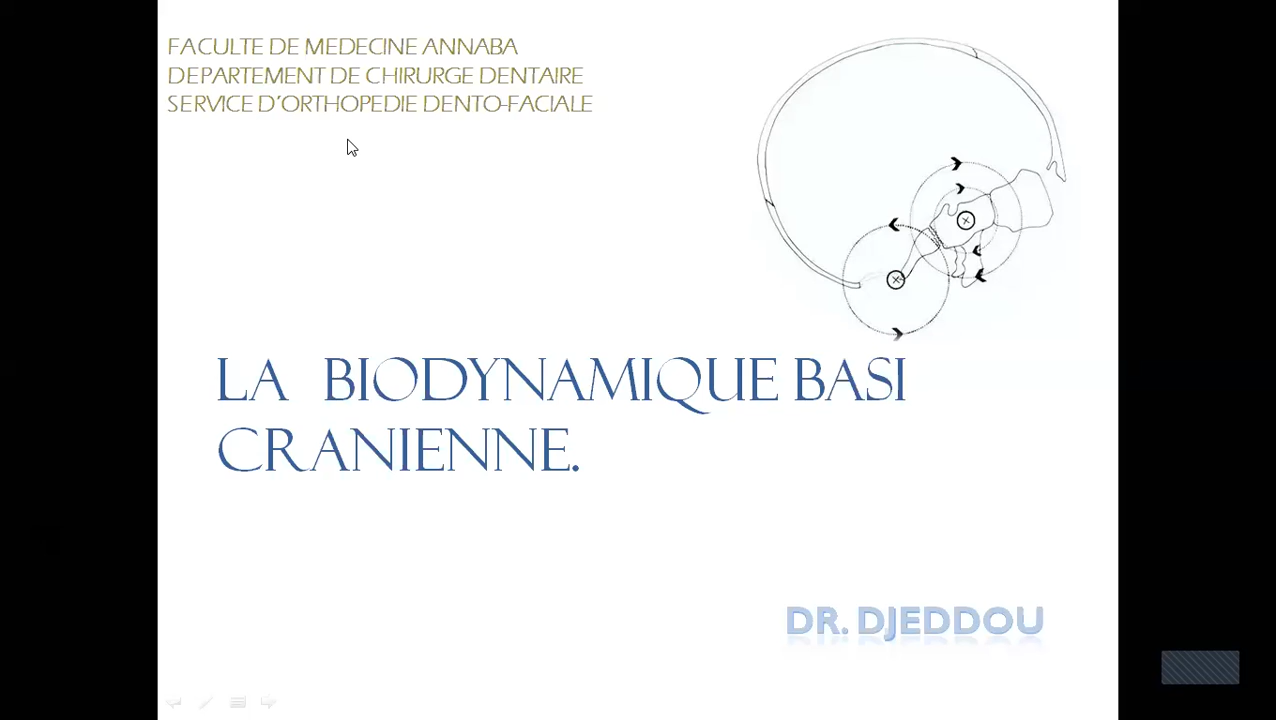 FACULTE DE MEDECINE ANNABA
DEPARTEMENT DE CHIRURGE DENTAIRE
SERVICE D'ORTHOPEDIE DENTO-FACIALE
LA BIODYNAMIQUE BASI
CRANIENNE.
DR. DJEDDOU